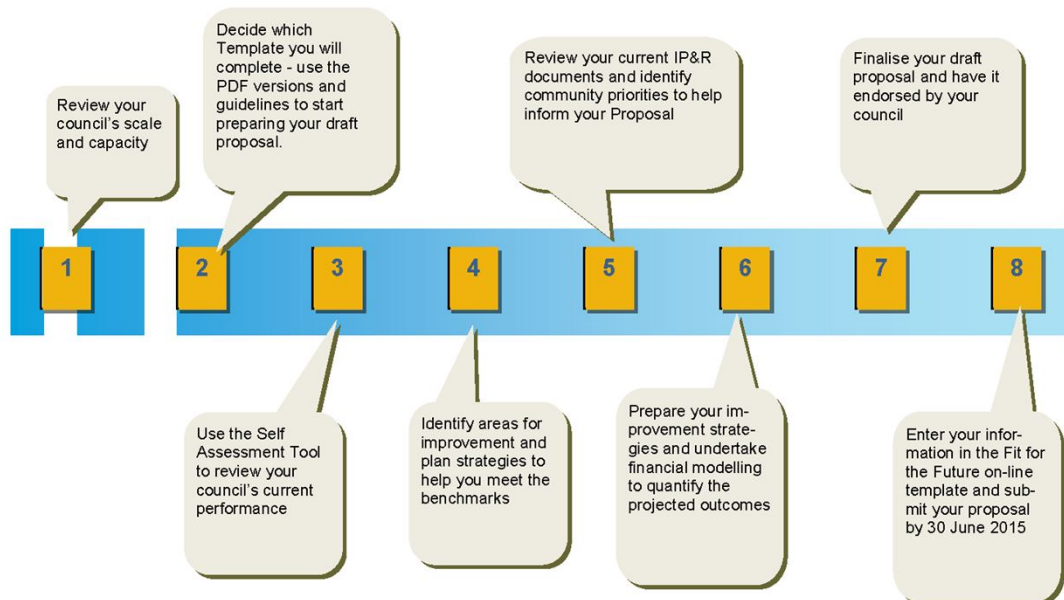 Review your
council's scale
and capacity
Decide which
Template you will
complete - use the
PDF versions and
guidelines to start
preparing your draft
proposal.
Review your current IP&R
documents and identify
community priorities to help
inform your Proposal
Finalise your draft
proposal and have it
endorsed by your
council
1
2
3
4
5
6
7
8
Use the Self
Assessment Tool
to review your
council's current
performance
Identify areas for
improvement and
plan strategies to
help you meet the
benchmarks
Prepare your im-
provement strate-
gies and undertake
financial modelling
to quantify the
projected outcomes
Enter your infor-
mation in the Fit for
the Future on-line
template and sub-
mit your proposal
by 30 June 2015